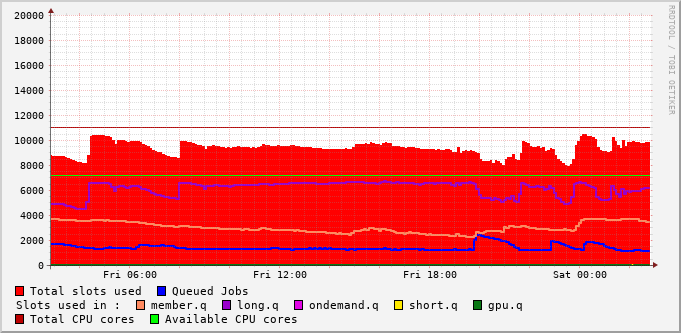 20000
18000
16000
14000
12000
10000
8000
6000
4000
2000
0
Fri 06:00 Fri 12:00 Fri 18:00 Sat 00:00
RRDTOOL / TOBI OETIKER
Total slots used Queued Jobs
Slots used in : member.q long.q ondemand.q short.q gpu.q
Total CPU cores Available CPU cores